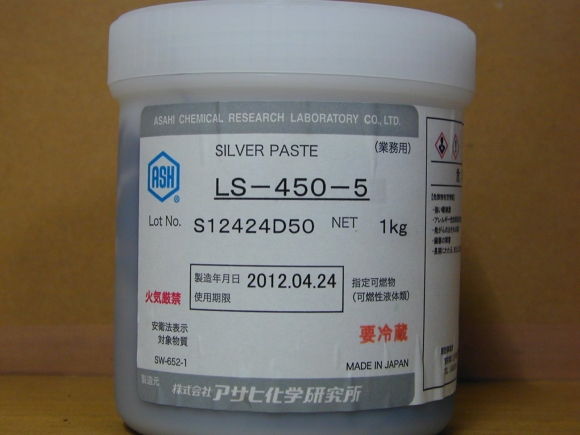 ASAHI CHEMICAL RESEARCH LABORATORY CO., LTD.
SILVER PASTE
(業務用)
ASH
®
LS-450-5
Lot No. S12424D50 NET 1kg
製造年月日 2012.04.24
使用期限
指定可燃物
(可燃性液体類)
火気厳禁
安衛法表示
対象物質
要冷蔵
SW-652-1
MADE IN JAPAN
製造元 株式会社 アサヒ化学研究所